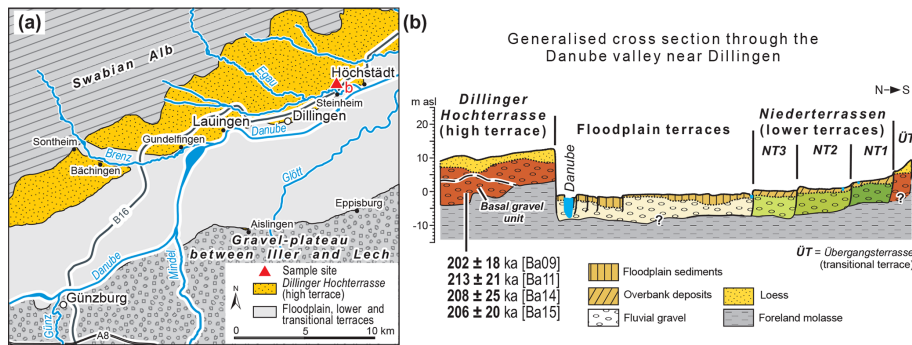 (a)
Swabian Alb
Egau
Höchstädt
b
Steinheim
Dillingen
Lauingen
Danube
Gundelfingen
Sontheim
Brenz
Bächingen
Glött
B16
Eppisburg
Aislingen
Gravel-plateau
between Iller and Lech
Danube
Mindel
Günzburg
Günz
A8
Sample site
Dillinger Hochterrasse
(high terrace)
Floodplain, lower and
transitional terraces
N
0 5 10 km
(b)
Generalised cross section through the
Danube valley near Dillingen
N S
m asl
Dillinger
Hochterrasse
(high terrace)
Floodplain terraces
Niederterrassen
(lower terraces)
NT3 NT2 NT1
ÜT
20
10
0
-10
Danube
Basal gravel
unit
?
?
202 ± 18 ka [Ba09]
213 ± 21 ka [Ba11]
208 ± 25 ka [Ba14]
206 ± 20 ka [Ba15]
ÜT = Übergangsterrasse
(transitional terrace)
Floodplain sediments
Overbank deposits
Fluvial gravel
Loess
Foreland molasse